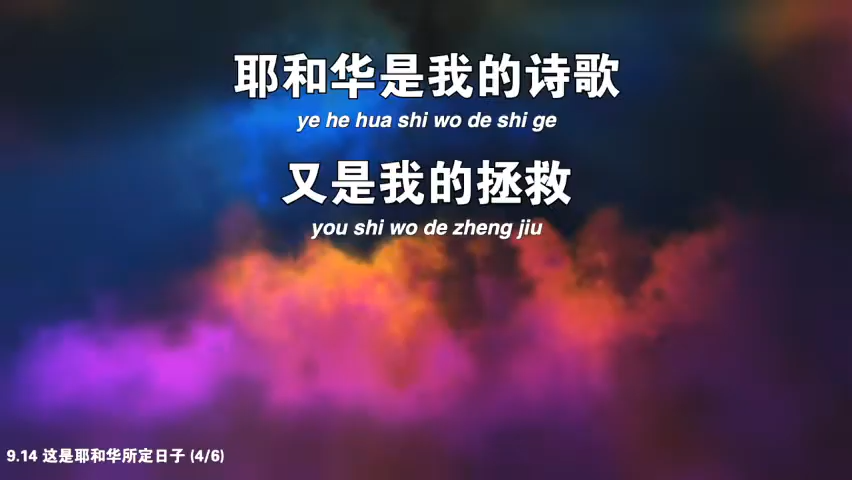 耶和华是我的诗歌
ye he hua shi wo de shi ge
又是我的拯救
you shi wo de zheng jiu
9.14 这是耶和华所定日子 (4/6)